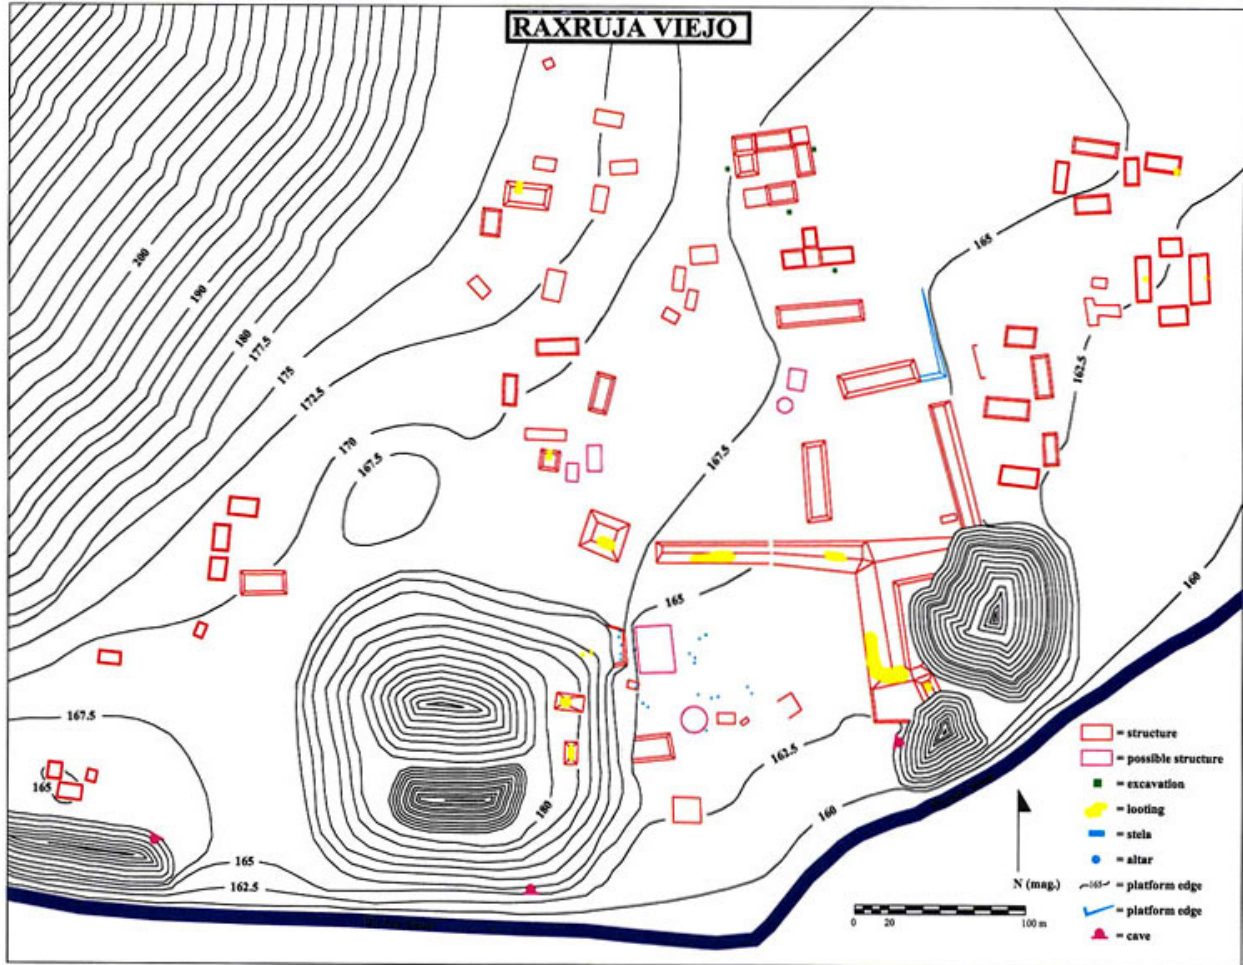 RAXRUJA VIEJO
200
190
180
177.5
175
172.5
170
167.5
165
162.5
167.5
165
162.5
160
167.5
165
180
165
162.5
162.5
160
= structure
= possible structure
= excavation
= looting
= stela
= altar
-165- = platform edge
= platform edge
= cave
N (mag.)
0 20 100 m